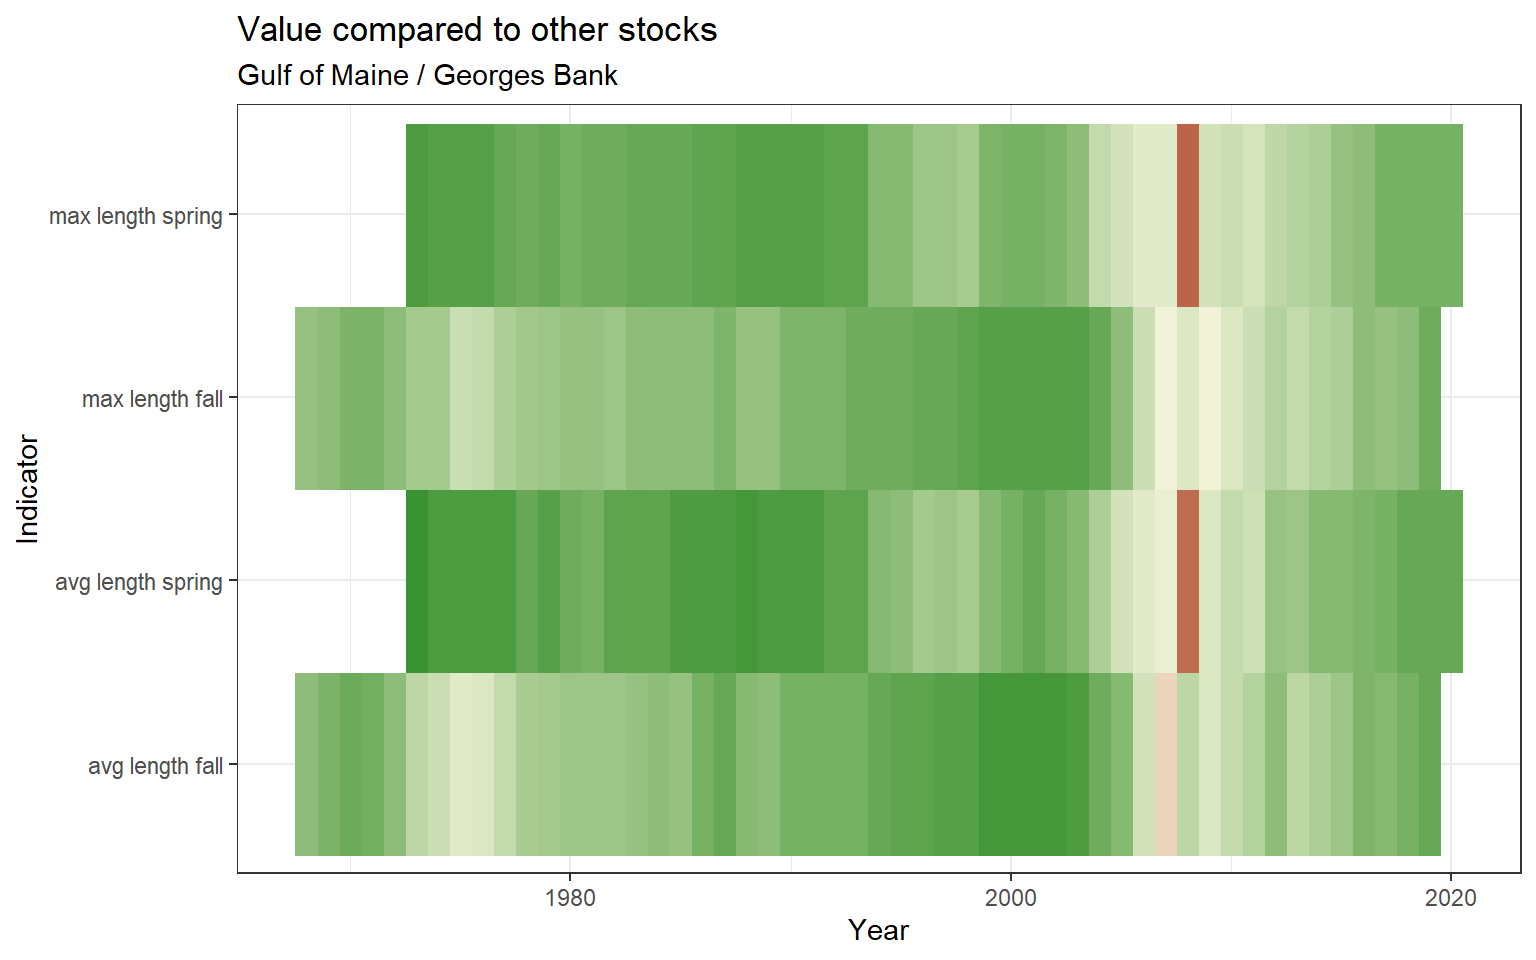 Value compared to other stocks
Gulf of Maine / Georges Bank
max length spring
max length fall
avg length spring
avg length fall
Indicator
1980 2000 2020
Year